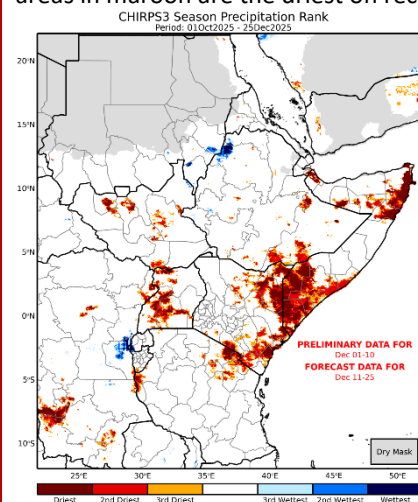 areas in maroon are the driest on rec
CHIRPS3 Season Precipitation Rank
Period: 01Oct2025 - 25Dec2025
20°N
15°N
10°N
5°N
0°N
5°S
10°S
PRELIMINARY DATA FOR
Dec 01-10
FORECAST DATA FOR
Dec 11-25
Dry Mask
25°E 30°E 35°E 40°E 45°E 50°E
Driest 2nd Driest 3rd Driest 3rd Wettest 2nd Wettest Wettest